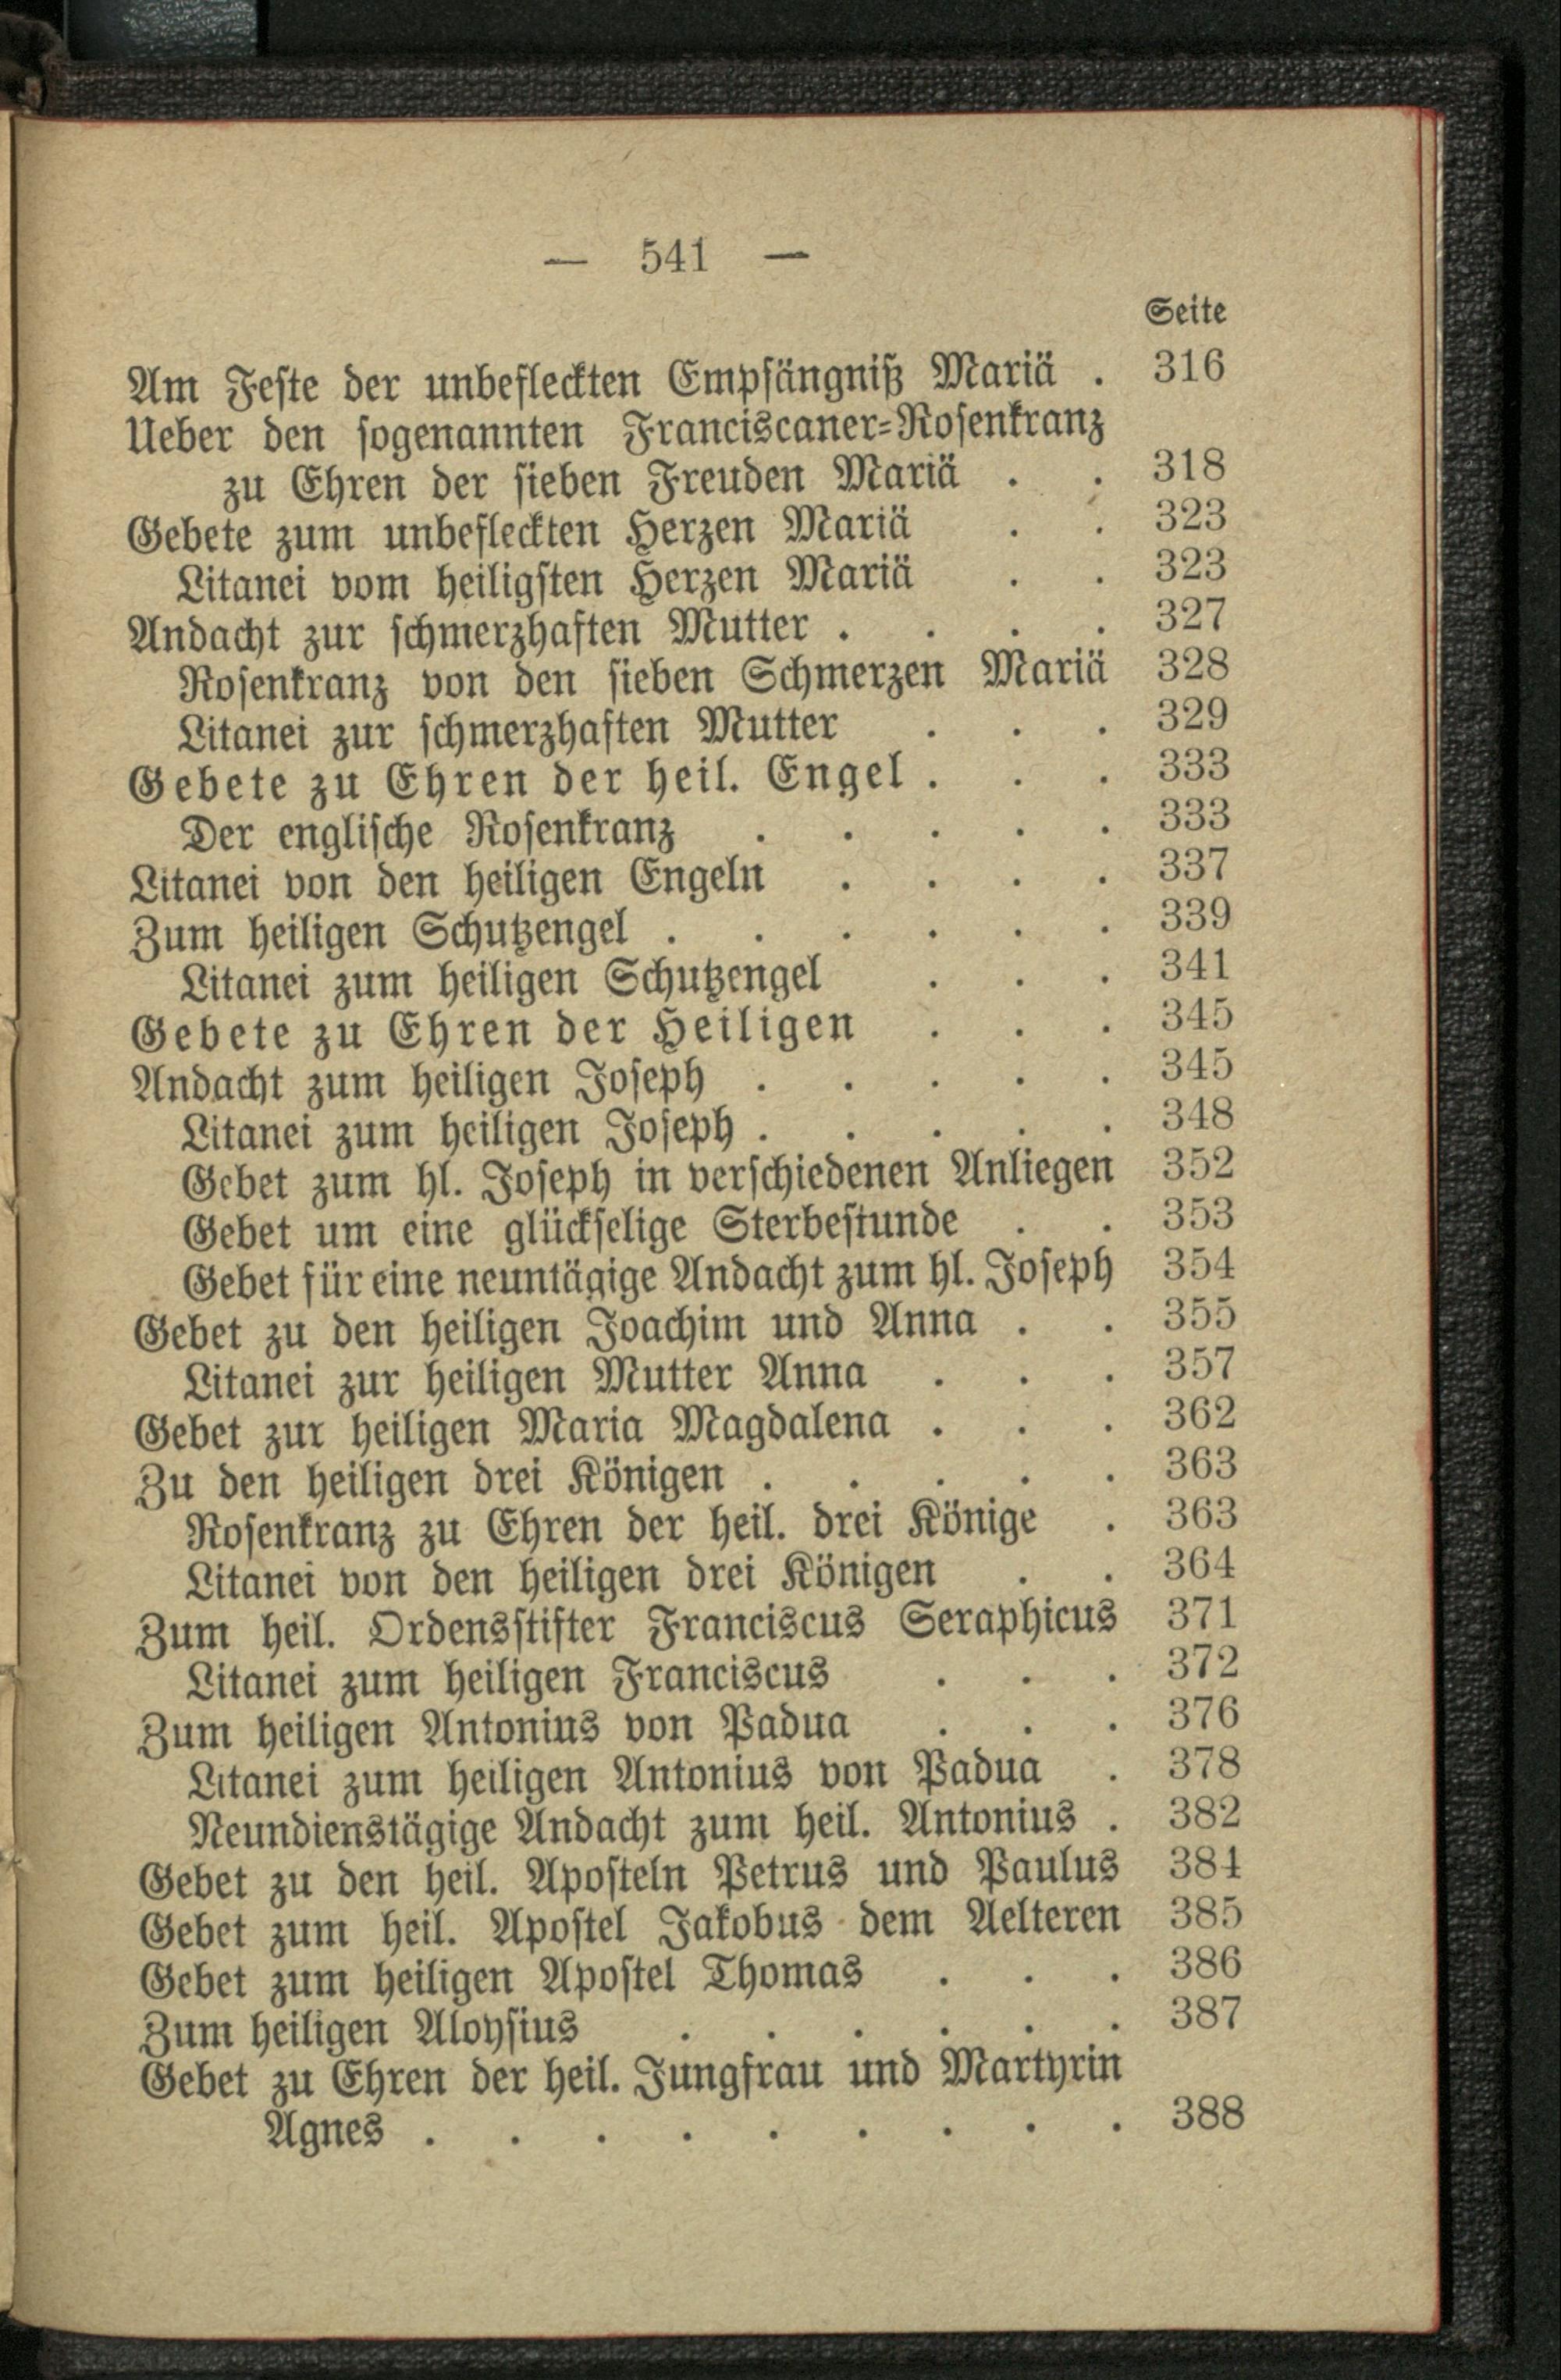 — 541 —
Seite
Am Feste der unbefleckten Empfängniß Mariä . 316
Ueber den sogenannten Franciscaner-Rosenkranz
zu Ehren der sieben Freuden Mariä . . 318
Gebete zum unbefleckten Herzen Mariä . . 323
Litanei vom heiligsten Herzen Mariä . . 323
Andacht zur schmerzhaften Mutter . . . . 327
Rosenkranz von den sieben Schmerzen Mariä 328
Litanei zur schmerzhaften Mutter . . . 329
Gebete zu Ehren der heil. Engel . . . 333
Der englische Rosenkranz . . . . . 333
Litanei von den heiligen Engeln . . . . 337
Zum heiligen Schutzengel . . . . . . 339
Litanei zum heiligen Schutzengel . . . 341
Gebete zu Ehren der Heiligen . . . 345
Andacht zum heiligen Joseph . . . . . 345
Litanei zum heiligen Joseph . . . . . 348
Gebet zum hl. Joseph in verschiedenen Anliegen 352
Gebet um eine glückselige Sterbestunde . . 353
Gebet für eine neuntägige Andacht zum hl. Joseph 354
Gebet zu den heiligen Joachim und Anna . . 355
Litanei zur heiligen Mutter Anna . . . 357
Gebet zur heiligen Maria Magdalena . . . 362
Zu den heiligen drei Königen . . . . . 363
Rosenkranz zu Ehren der heil. drei Könige . 363
Litanei von den heiligen drei Königen . . 364
Zum heil. Ordensstifter Franciscus Seraphicus 371
Litanei zum heiligen Franciscus . . . 372
Zum heiligen Antonius von Padua . . . 376
Litanei zum heiligen Antonius von Padua . 378
Neundienstägige Andacht zum heil. Antonius . 382
Gebet zu den heil. Aposteln Petrus und Paulus 384
Gebet zum heil. Apostel Jakobus dem Aelteren 385
Gebet zum heiligen Apostel Thomas . . . 386
Zum heiligen Aloysius . . . . . . 387
Gebet zu Ehren der heil. Jungfrau und Martyrin
Agnes . . . . . . . . . 388